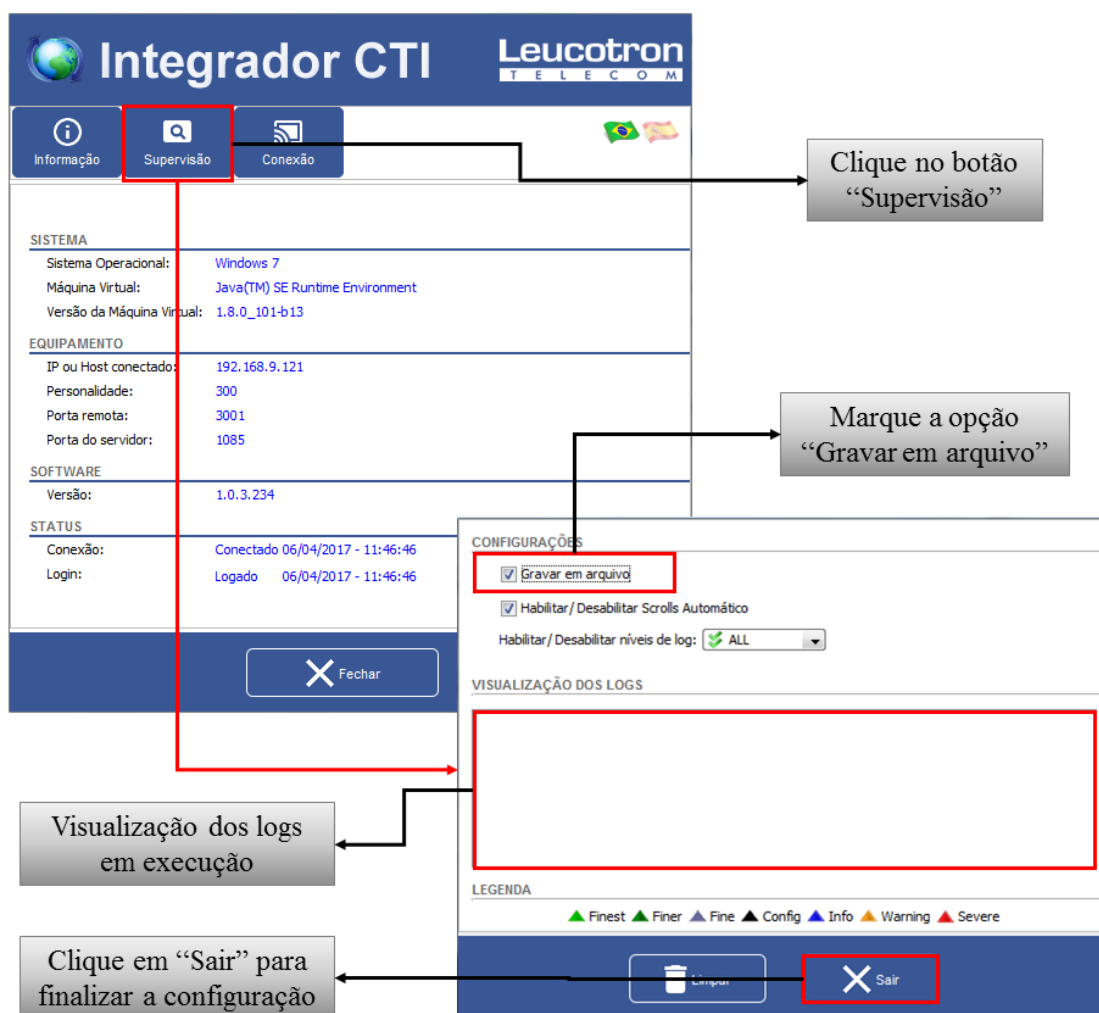 Integrador CTI
Leucotron
TELECOM
Informação
Supervisão
Conexão
Clique no botão
“Supervisão”
SISTEMA
Sistema Operacional: Windows 7
Máquina Virtual: Java(TM) SE Runtime Environment
Versão da Máquina Virtual: 1.8.0_101-b13
EQUIPAMENTO
IP ou Host conectado: 192.168.9.121
Personalidade: 300
Porta remota: 3001
Porta do servidor: 1085
SOFTWARE
Versão: 1.0.3.234
STATUS
Conexão: Conectado 06/04/2017 - 11:46:46
Login: Logado 06/04/2017 - 11:46:46
Fechar
Marque a opção
“Gravar em arquivo”
CONFIGURAÇÕES
Gravar em arquivo
Habilitar/Desabilitar Scrolls Automático
Habilitar/Desabilitar níveis de log: ALL
VISUALIZAÇÃO DOS LOGS
Visualização dos logs
em execução
LEGENDA
Finest Finer Fine Config Info Warning Severe
Clique em “Sair” para
finalizar a configuração
Limpar
Sair